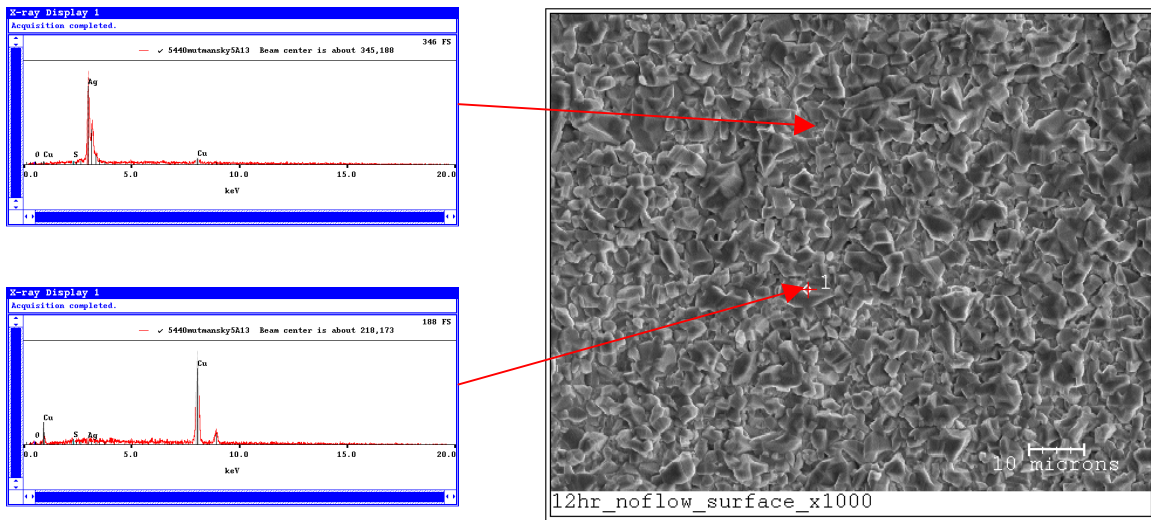 X-ray Display 1
Acquisition completed.
346 FS
— ✓ 5440mutmansky5A13 Beam center is about 345,188
Ag
O Cu S Cu
0.0 5.0 10.0 15.0 20.0
keV
X-ray Display 1
Acquisition completed.
188 FS
— ✓ 5440mutmansky5A13 Beam center is about 218,173
Cu
Cu
O S Ag
0.0 5.0 10.0 15.0 20.0
keV
1
10 microns
12hr_noflow_surface_x1000